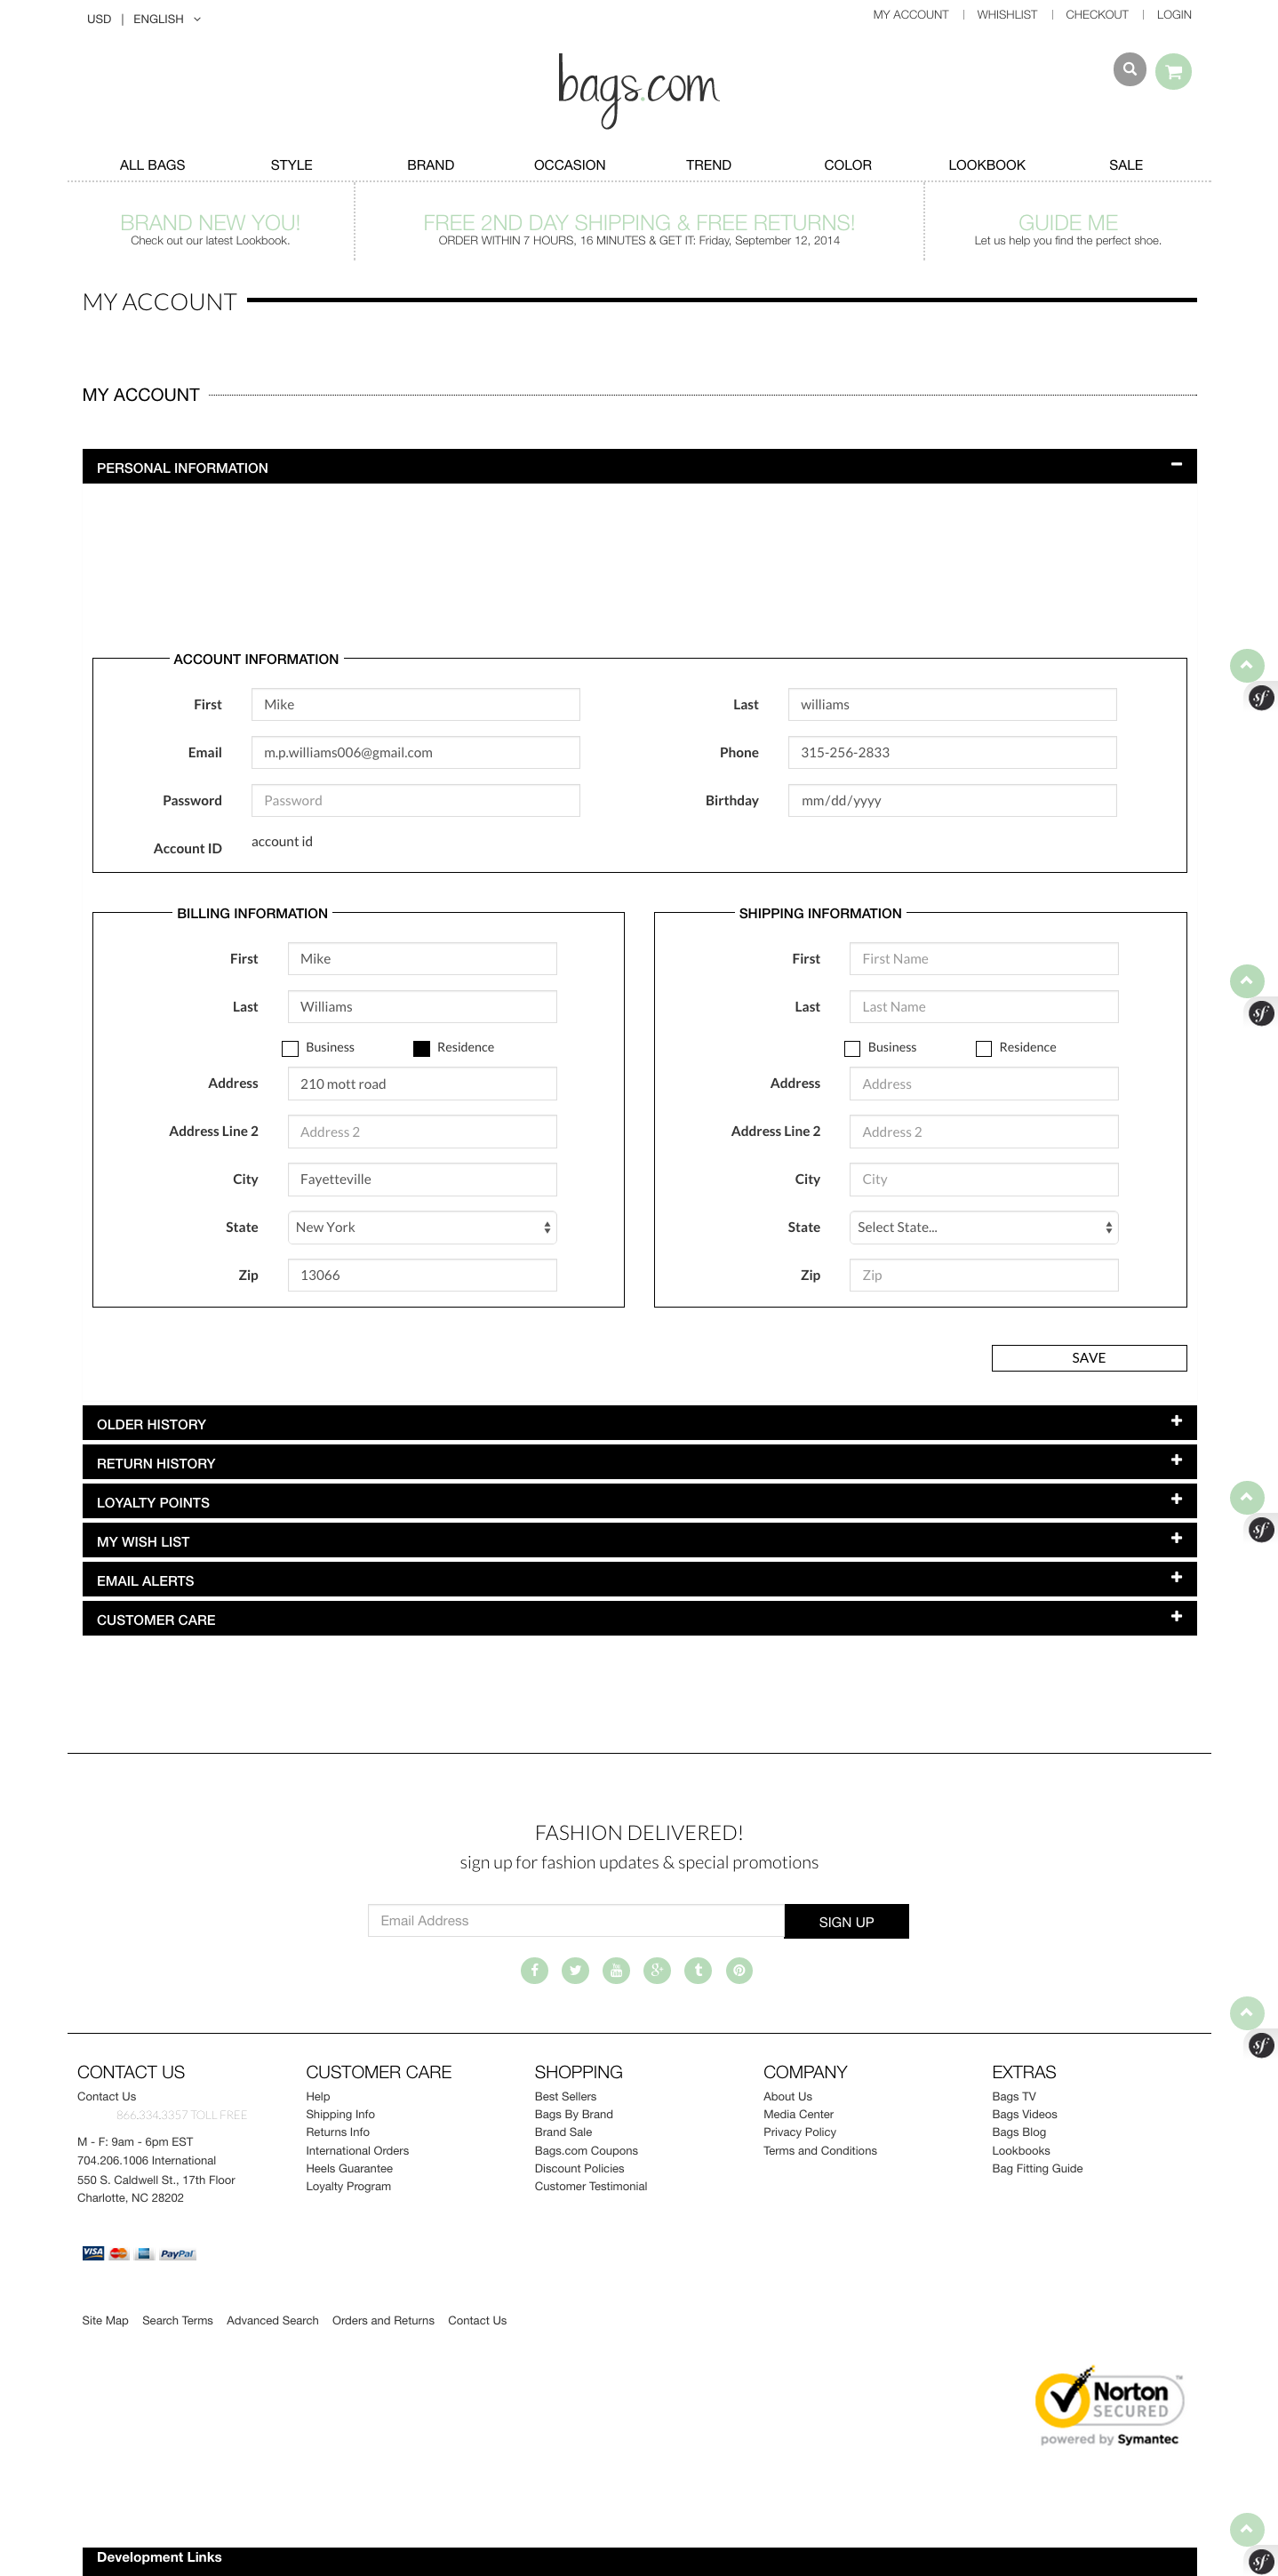 USD | ENGLISH
MY ACCOUNT | WHISHLIST | CHECKOUT | LOGIN
bags.com
ALL BAGS STYLE BRAND OCCASION TREND COLOR LOOKBOOK SALE
BRAND NEW YOU!
Check out our latest Lookbook.
FREE 2ND DAY SHIPPING & FREE RETURNS!
ORDER WITHIN 7 HOURS, 16 MINUTES & GET IT: Friday, September 12, 2014
GUIDE ME
Let us help you find the perfect shoe.
MY ACCOUNT
MY ACCOUNT
PERSONAL INFORMATION
ACCOUNT INFORMATION
First Mike Last williams
Email m.p.williams006@gmail.com Phone 315-256-2833
Password Password Birthday mm/dd/yyyy
Account ID account id
BILLING INFORMATION
First Mike
Last Williams
Business Residence
Address 210 mott road
Address Line 2 Address 2
City Fayetteville
State New York
Zip 13066
SHIPPING INFORMATION
First First Name
Last Last Name
Business Residence
Address Address
Address Line 2 Address 2
City City
State Select State...
Zip Zip
SAVE
OLDER HISTORY
RETURN HISTORY
LOYALTY POINTS
MY WISH LIST
EMAIL ALERTS
CUSTOMER CARE
FASHION DELIVERED!
sign up for fashion updates & special promotions
Email Address SIGN UP
CONTACT US
Contact Us
866.334.3357 TOLL FREE
M - F: 9am - 6pm EST
704.206.1006 International
550 S. Caldwell St., 17th Floor
Charlotte, NC 28202
CUSTOMER CARE
Help
Shipping Info
Returns Info
International Orders
Heels Guarantee
Loyalty Program
SHOPPING
Best Sellers
Bags By Brand
Brand Sale
Bags.com Coupons
Discount Policies
Customer Testimonial
COMPANY
About Us
Media Center
Privacy Policy
Terms and Conditions
EXTRAS
Bags TV
Bags Videos
Bags Blog
Lookbooks
Bag Fitting Guide
VISA PayPal
Site Map Search Terms Advanced Search Orders and Returns Contact Us
Norton
SECURED
powered by Symantec
Development Links